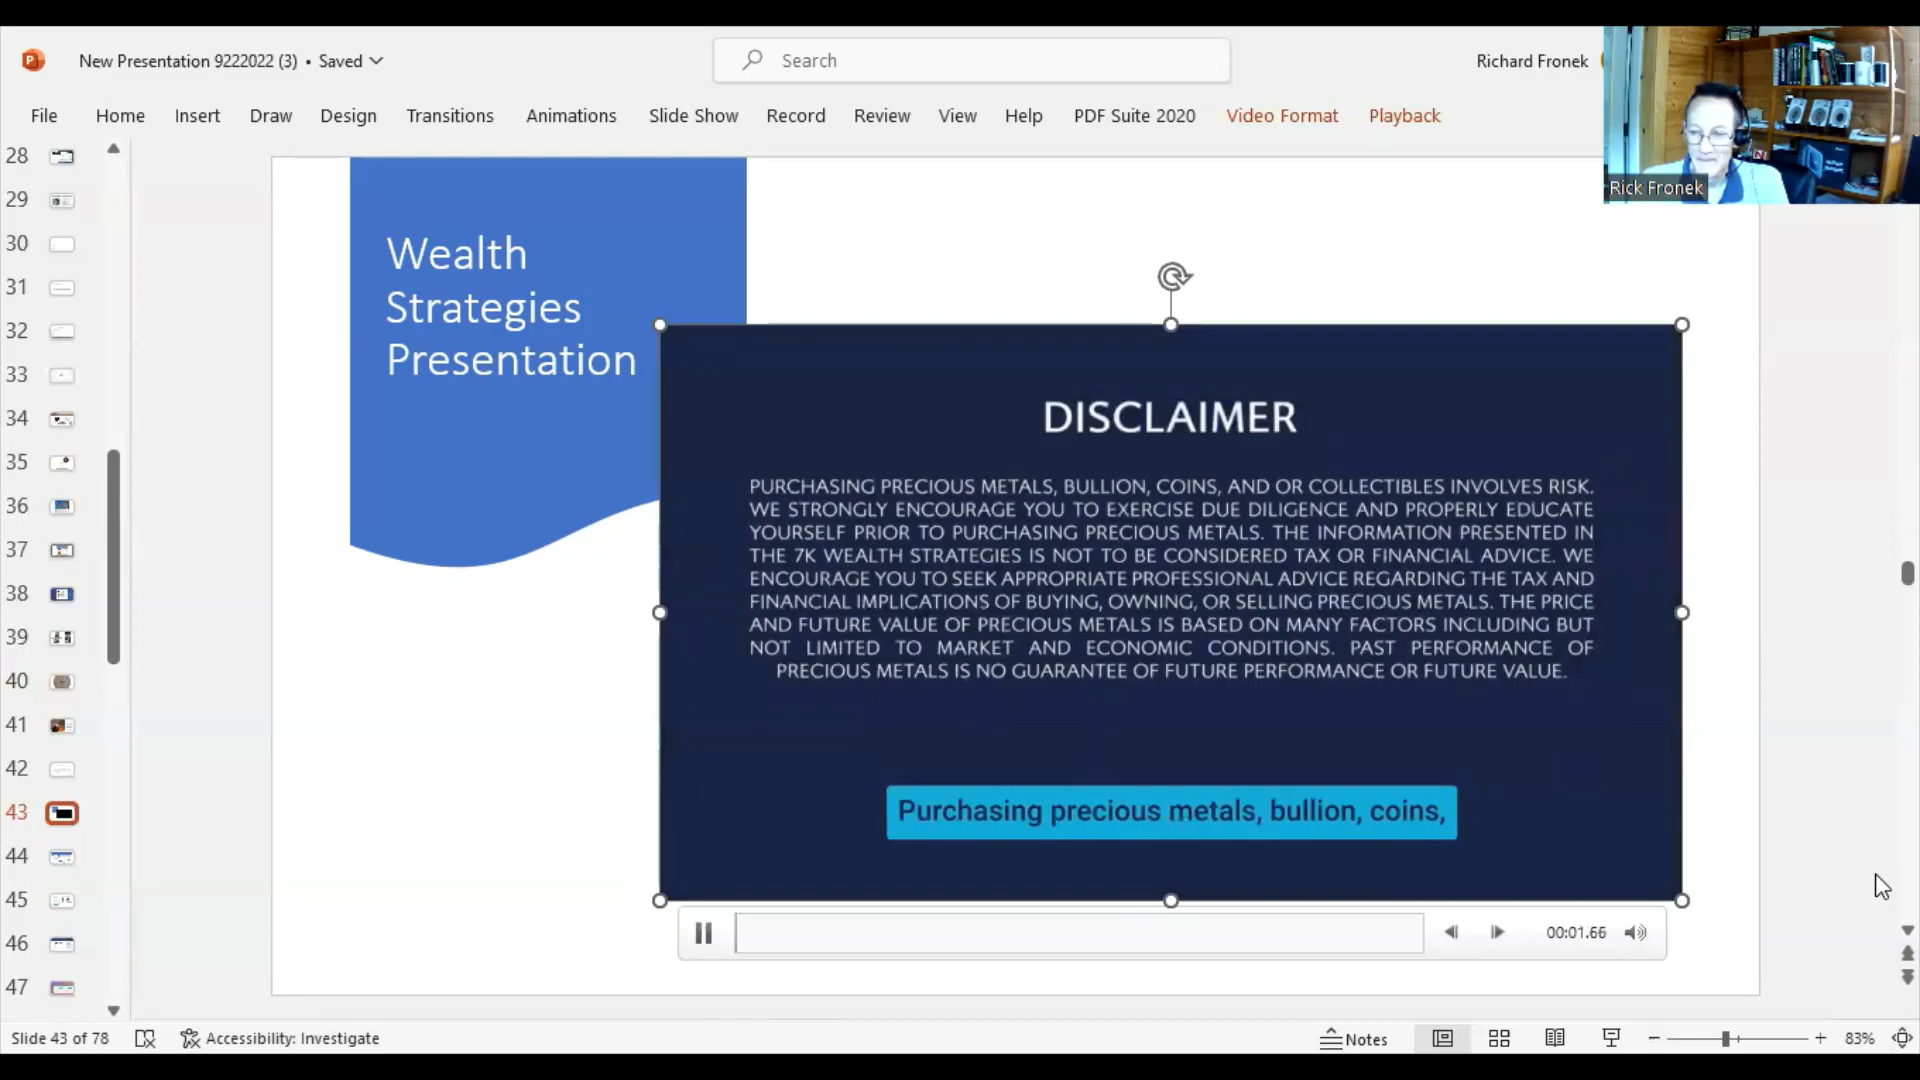 New Presentation 9222022 (3) • Saved
Search
Richard Fronek
File Home Insert Draw Design Transitions Animations Slide Show Record Review View Help PDF Suite 2020 Video Format Playback
Rick Fronek
28
29
30
31
32
33
34
35
36
37
38
39
40
41
42
43
44
45
46
47
Wealth
Strategies
Presentation
DISCLAIMER
PURCHASING PRECIOUS METALS, BULLION, COINS, AND OR COLLECTIBLES INVOLVES RISK.
WE STRONGLY ENCOURAGE YOU TO EXERCISE DUE DILIGENCE AND PROPERLY EDUCATE
YOURSELF PRIOR TO PURCHASING PRECIOUS METALS. THE INFORMATION PRESENTED IN
THE 7K WEALTH STRATEGIES IS NOT TO BE CONSIDERED TAX OR FINANCIAL ADVICE. WE
ENCOURAGE YOU TO SEEK APPROPRIATE PROFESSIONAL ADVICE REGARDING THE TAX AND
FINANCIAL IMPLICATIONS OF BUYING, OWNING, OR SELLING PRECIOUS METALS. THE PRICE
AND FUTURE VALUE OF PRECIOUS METALS IS BASED ON MANY FACTORS INCLUDING BUT
NOT LIMITED TO MARKET AND ECONOMIC CONDITIONS. PAST PERFORMANCE OF
PRECIOUS METALS IS NO GUARANTEE OF FUTURE PERFORMANCE OR FUTURE VALUE.
Purchasing precious metals, bullion, coins,
00:01.66
Slide 43 of 78
Accessibility: Investigate
Notes
83%